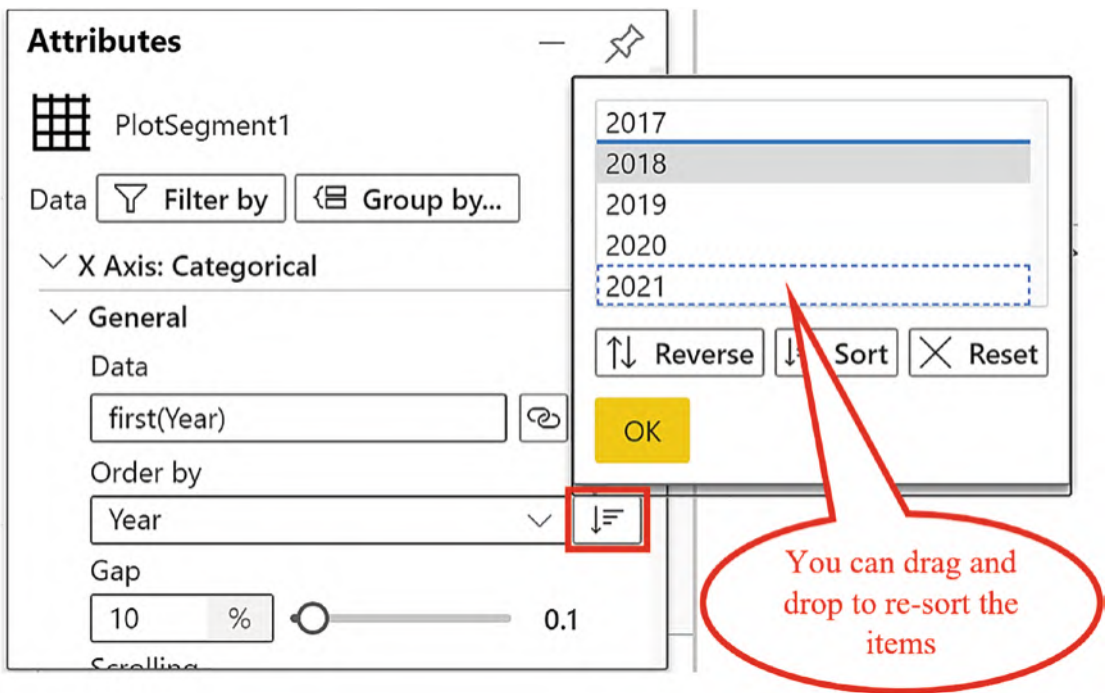 Attributes
PlotSegment1
Data Filter by Group by...
X Axis: Categorical
General
Data
first(Year)
Order by
Year
Gap
10 % 0.1
Scrolling
2017
2018
2019
2020
2021
Reverse Sort Reset
OK
You can drag and
drop to re-sort the
items